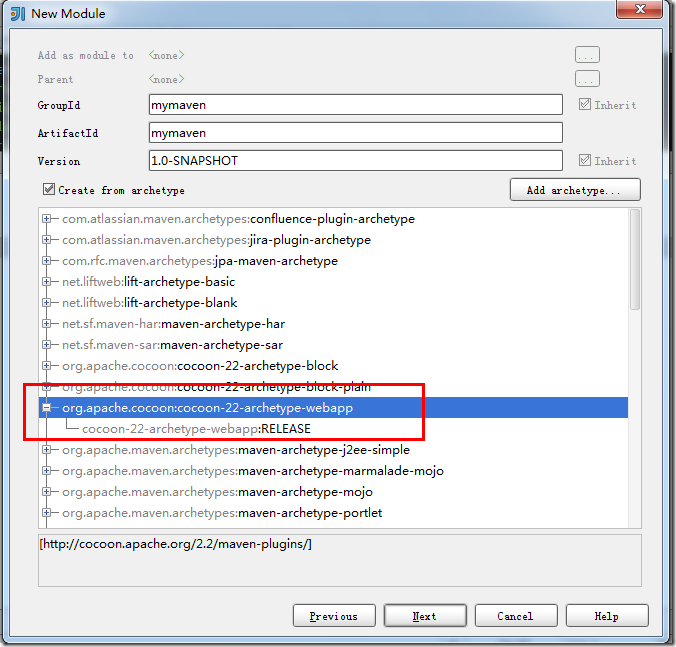 New Module
Add as module to <none> ...
Parent <none> ...
GroupId mymaven Inherit
ArtifactId mymaven
Version 1.0-SNAPSHOT Inherit
Create from archetype Add archetype...
com.atlassian.maven.archetypes:confluence-plugin-archetype
com.atlassian.maven.archetypes:jira-plugin-archetype
com.rfc.maven.archetypes:jpa-maven-archetype
net.liftweb:lift-archetype-basic
net.liftweb:lift-archetype-blank
net.sf.maven-har:maven-archetype-har
net.sf.maven-sar:maven-archetype-sar
org.apache.cocoon:cocoon-22-archetype-block
org.apache.cocoon:cocoon-22-archetype-block-plain
org.apache.cocoon:cocoon-22-archetype-webapp
cocoon-22-archetype-webapp:RELEASE
org.apache.maven.archetypes:maven-archetype-j2ee-simple
org.apache.maven.archetypes:maven-archetype-marmalade-mojo
org.apache.maven.archetypes:maven-archetype-mojo
org.apache.maven.archetypes:maven-archetype-portlet
[http://cocoon.apache.org/2.2/maven-plugins/]
Previous Next Cancel Help